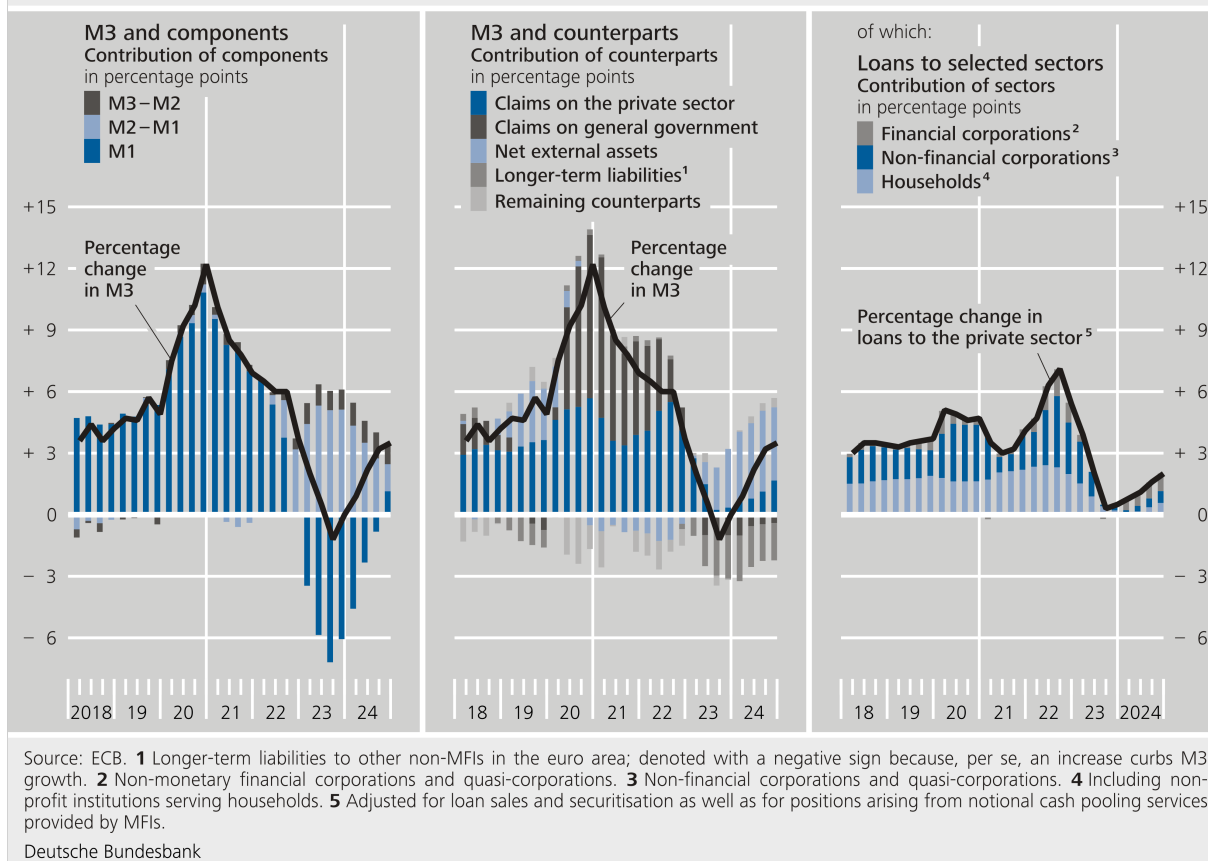 M3 and components
Contribution of components
in percentage points
M3 – M2
M2 – M1
M1
Percentage
change
in M3
M3 and counterparts
Contribution of counterparts
in percentage points
Claims on the private sector
Claims on general government
Net external assets
Longer-term liabilities¹
Remaining counterparts
Percentage
change
in M3
of which:
Loans to selected sectors
Contribution of sectors
in percentage points
Financial corporations²
Non-financial corporations³
Households⁴
Percentage change in
loans to the private sector⁵
+ 15
+ 12
+ 9
+ 6
+ 3
0
– 3
– 6
+ 15
+ 12
+ 9
+ 6
+ 3
0
– 3
– 6
2018 19 20 21 22 23 24
18 19 20 21 22 23 24
18 19 20 21 22 23 2024
Source: ECB. 1 Longer-term liabilities to other non-MFIs in the euro area; denoted with a negative sign because, per se, an increase curbs M3
growth. 2 Non-monetary financial corporations and quasi-corporations. 3 Non-financial corporations and quasi-corporations. 4 Including non-
profit institutions serving households. 5 Adjusted for loan sales and securitisation as well as for positions arising from notional cash pooling services
provided by MFIs.
Deutsche Bundesbank